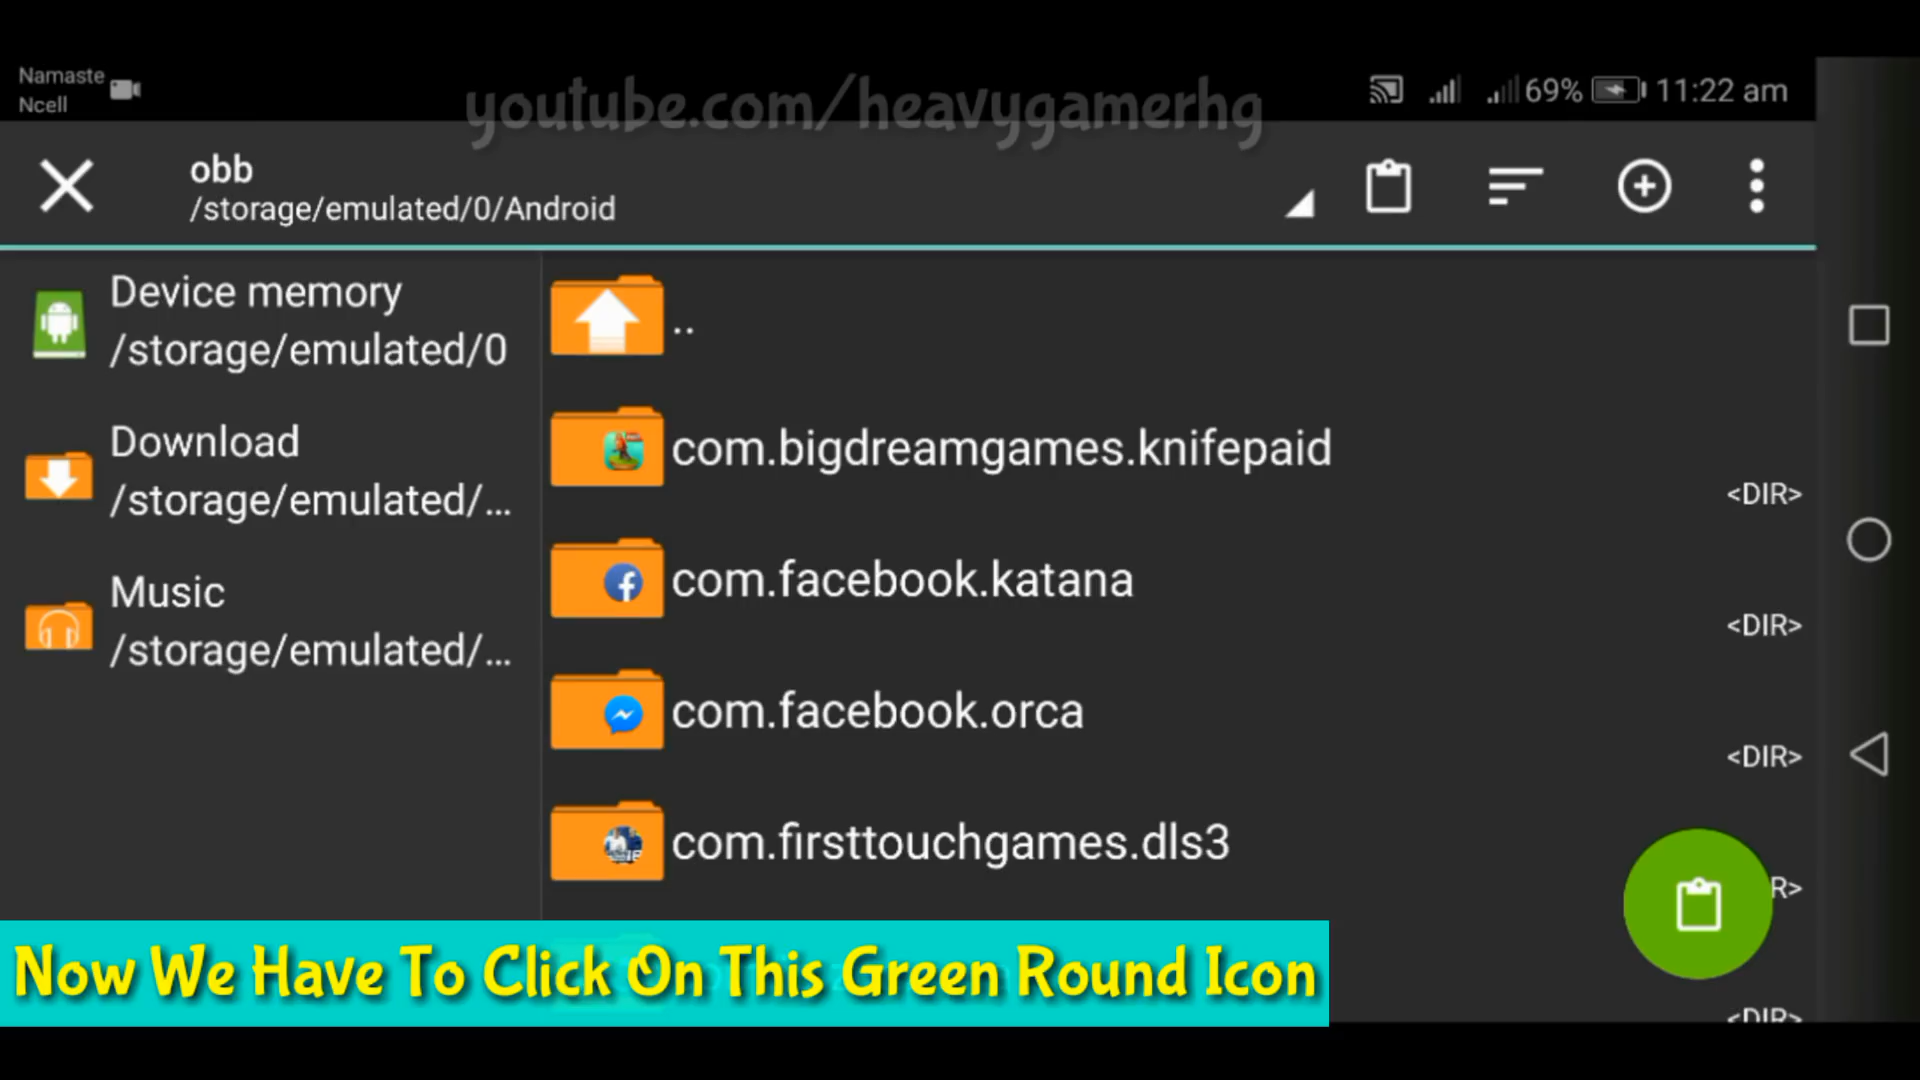 Namaste
Ncell
youtube.com/heavygamerhg
69%
11:22 am
obb
/storage/emulated/0/Android
Device memory
/storage/emulated/0
Download
/storage/emulated/...
Music
/storage/emulated/...
..
com.bigdreamgames.knifepaid
<DIR>
com.facebook.katana
<DIR>
com.facebook.orca
<DIR>
com.firsttouchgames.dls3
R>
<DIR>
Now We Have To Click On This Green Round Icon